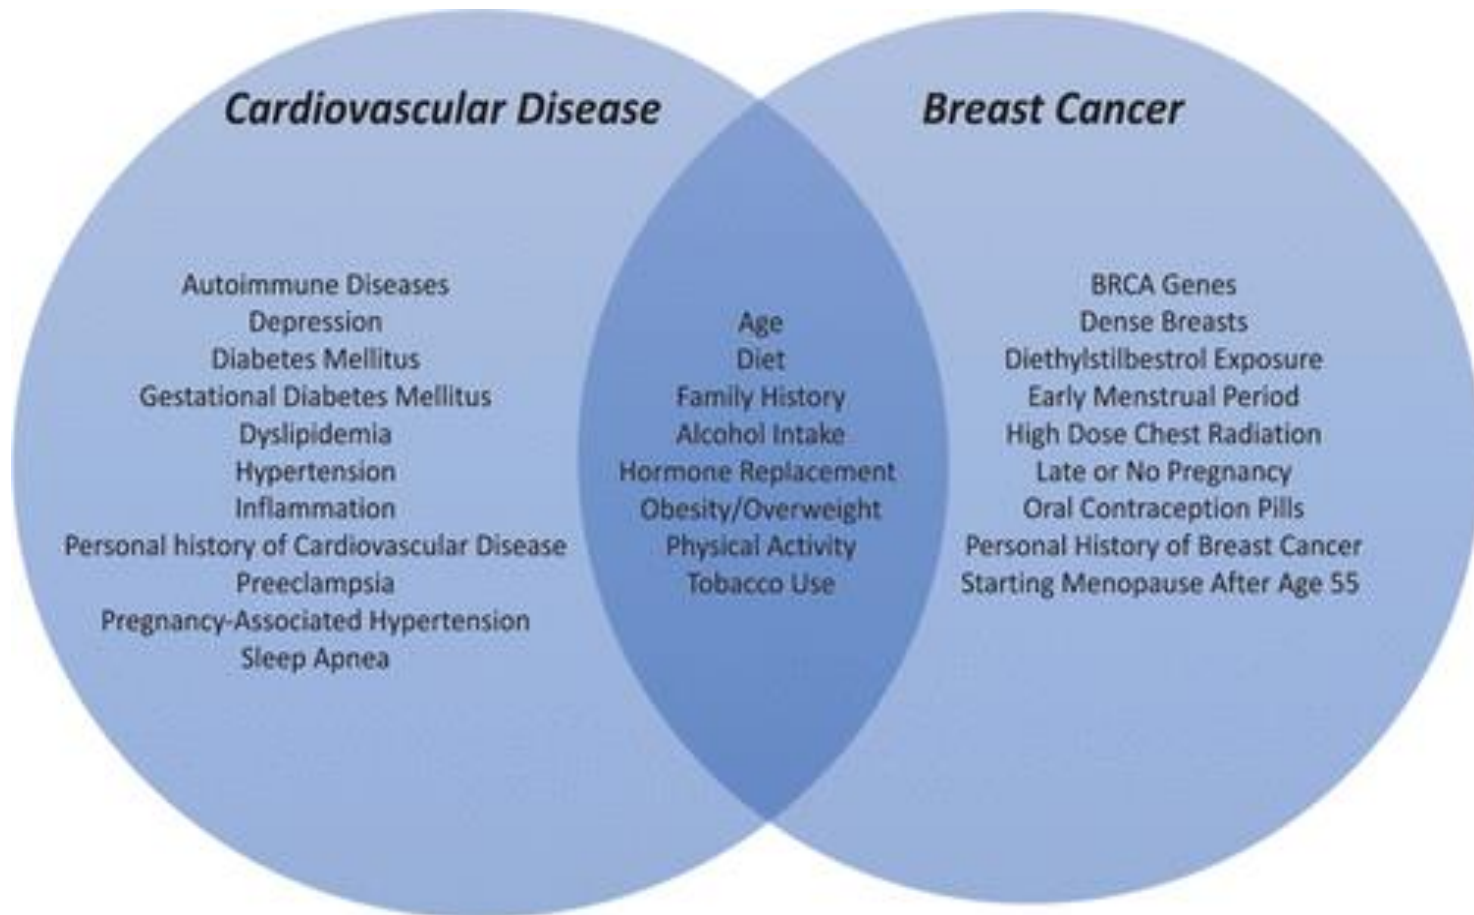 Cardiovascular Disease
Autoimmune Diseases
Depression
Diabetes Mellitus
Gestational Diabetes Mellitus
Dyslipidemia
Hypertension
Inflammation
Personal history of Cardiovascular Disease
Preeclampsia
Pregnancy-Associated Hypertension
Sleep Apnea
Age
Diet
Family History
Alcohol Intake
Hormone Replacement
Obesity/Overweight
Physical Activity
Tobacco Use
Breast Cancer
BRCA Genes
Dense Breasts
Diethylstilbestrol Exposure
Early Menstrual Period
High Dose Chest Radiation
Late or No Pregnancy
Oral Contraception Pills
Personal History of Breast Cancer
Starting Menopause After Age 55